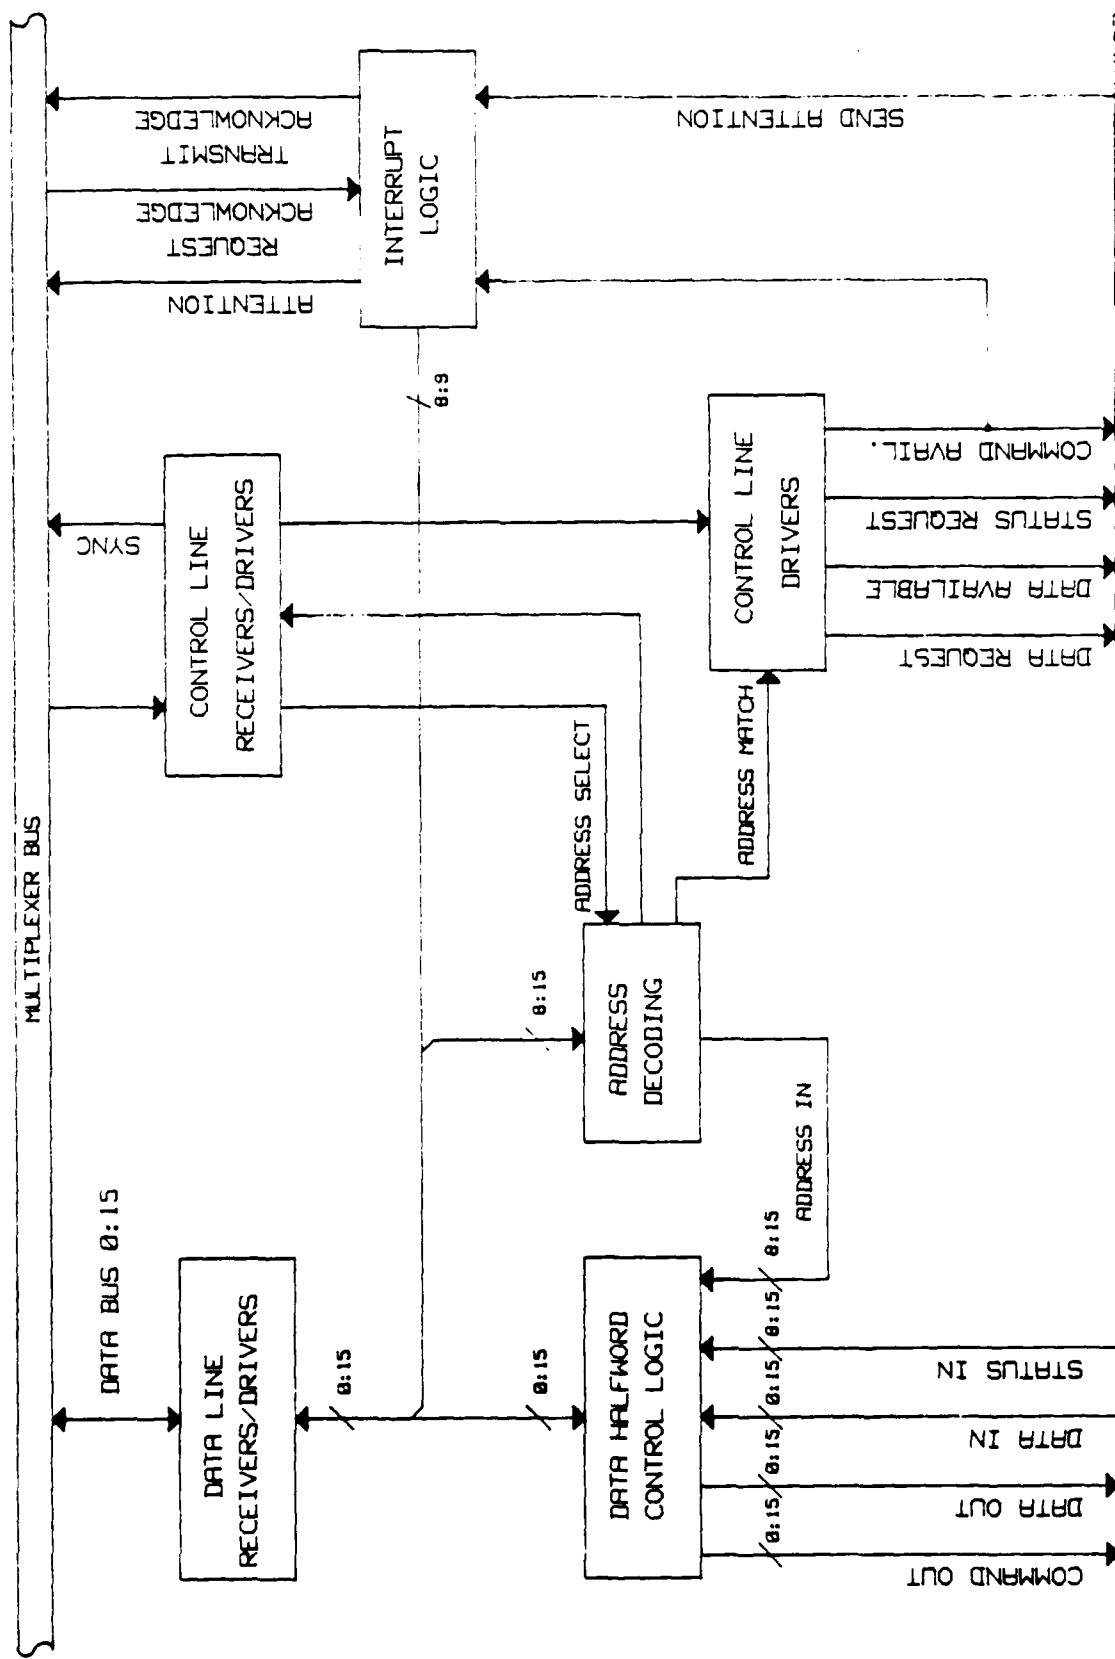 MULTIPLEXER BUS
DATA BUS 0:15
SYNC
ATTENTION
REQUEST
ACKNOWLEDGE
TRANSMIT
ACKNOWLEDGE
DATA LINE
RECEIVERS/DRIVERS
CONTROL LINE
RECEIVERS/DRIVERS
INTERRUPT
LOGIC
0:15
8:9
0:15
8:15
ADDRESS SELECT
DATA HALFWORD
CONTROL LOGIC
ADDRESS
DECODING
ADDRESS MATCH
CONTROL LINE
DRIVERS
SEND ATTENTION
0:15
0:15
0:15
0:15
8:15
ADDRESS IN
COMMAND OUT
DATA OUT
DATA IN
STATUS IN
DATA REQUEST
DATA AVAILABLE
STATUS REQUEST
COMMAND AVAIL.